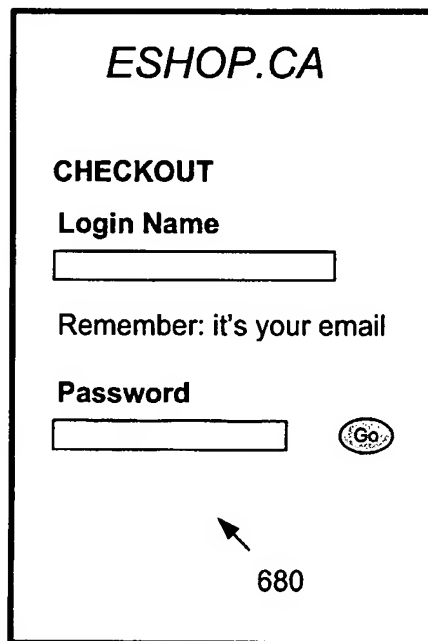 ESHOP.CA
CHECKOUT
Login Name
Remember: it's your email
Password
Go
680